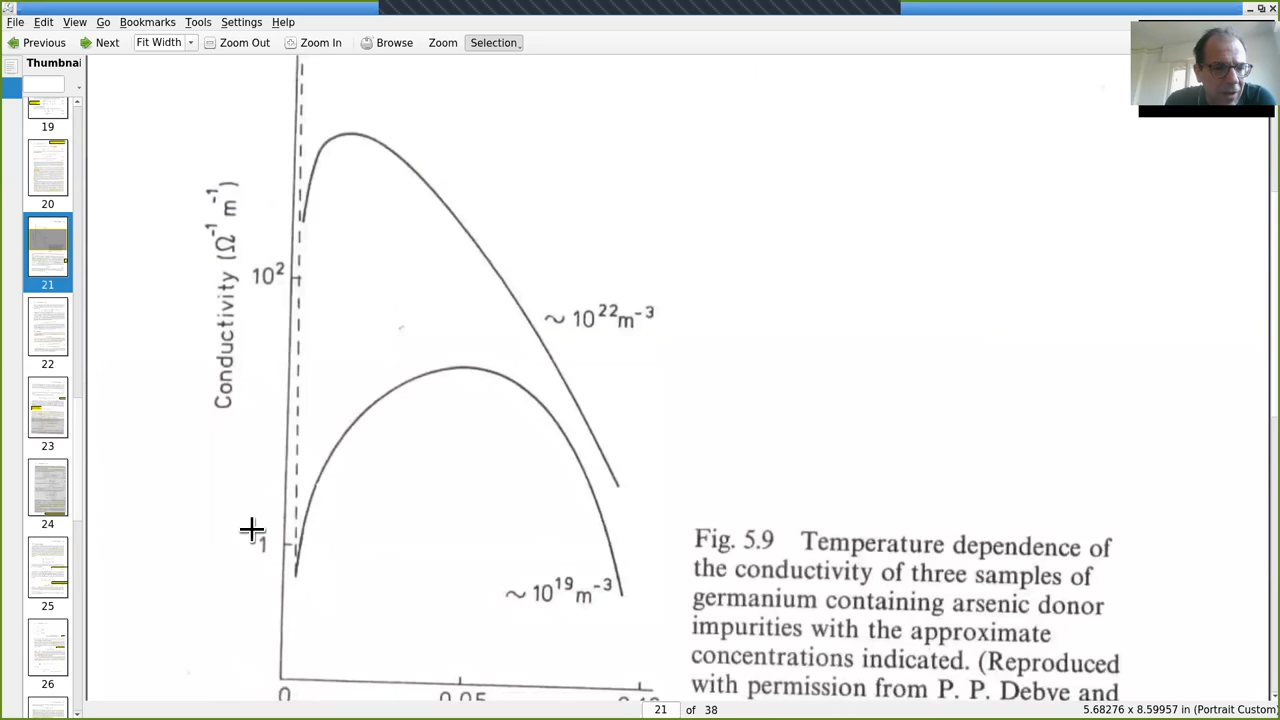 File Edit View Go Bookmarks Tools Settings Help
Previous Next Fit Width Zoom Out Zoom In Browse Zoom Selection
Thumbnai
19
20
21
22
23
24
25
26
Conductivity (Ω⁻¹ m⁻¹)
10²
~ 10²²m⁻³
1
~ 10¹⁹m⁻³
0
Fig. 5.9 Temperature dependence of
the conductivity of three samples of
germanium containing arsenic donor
impurities with the approximate
concentrations indicated. (Reproduced
with permission from P. P. Debye and
21 of 38
5.68276 x 8.59957 in (Portrait Custom)